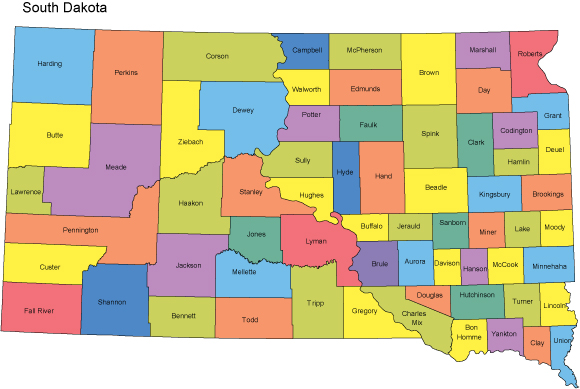 South Dakota
Harding
Perkins
Corson
Campbell
McPherson
Brown
Marshall
Roberts
Walworth
Edmunds
Day
Dewey
Potter
Faulk
Spink
Grant
Butte
Ziebach
Clark
Codington
Deuel
Meade
Sully
Hyde
Hand
Hamlin
Lawrence
Haakon
Stanley
Hughes
Beadle
Kingsbury
Brookings
Pennington
Jones
Lyman
Buffalo
Jerauld
Sanborn
Miner
Lake
Moody
Custer
Jackson
Mellette
Brule
Aurora
Davison
Hanson
McCook
Minnehaha
Fall River
Shannon
Bennett
Todd
Tripp
Gregory
Charles
Mix
Douglas
Hutchinson
Turner
Lincoln
Bon
Homme
Yankton
Clay
Union